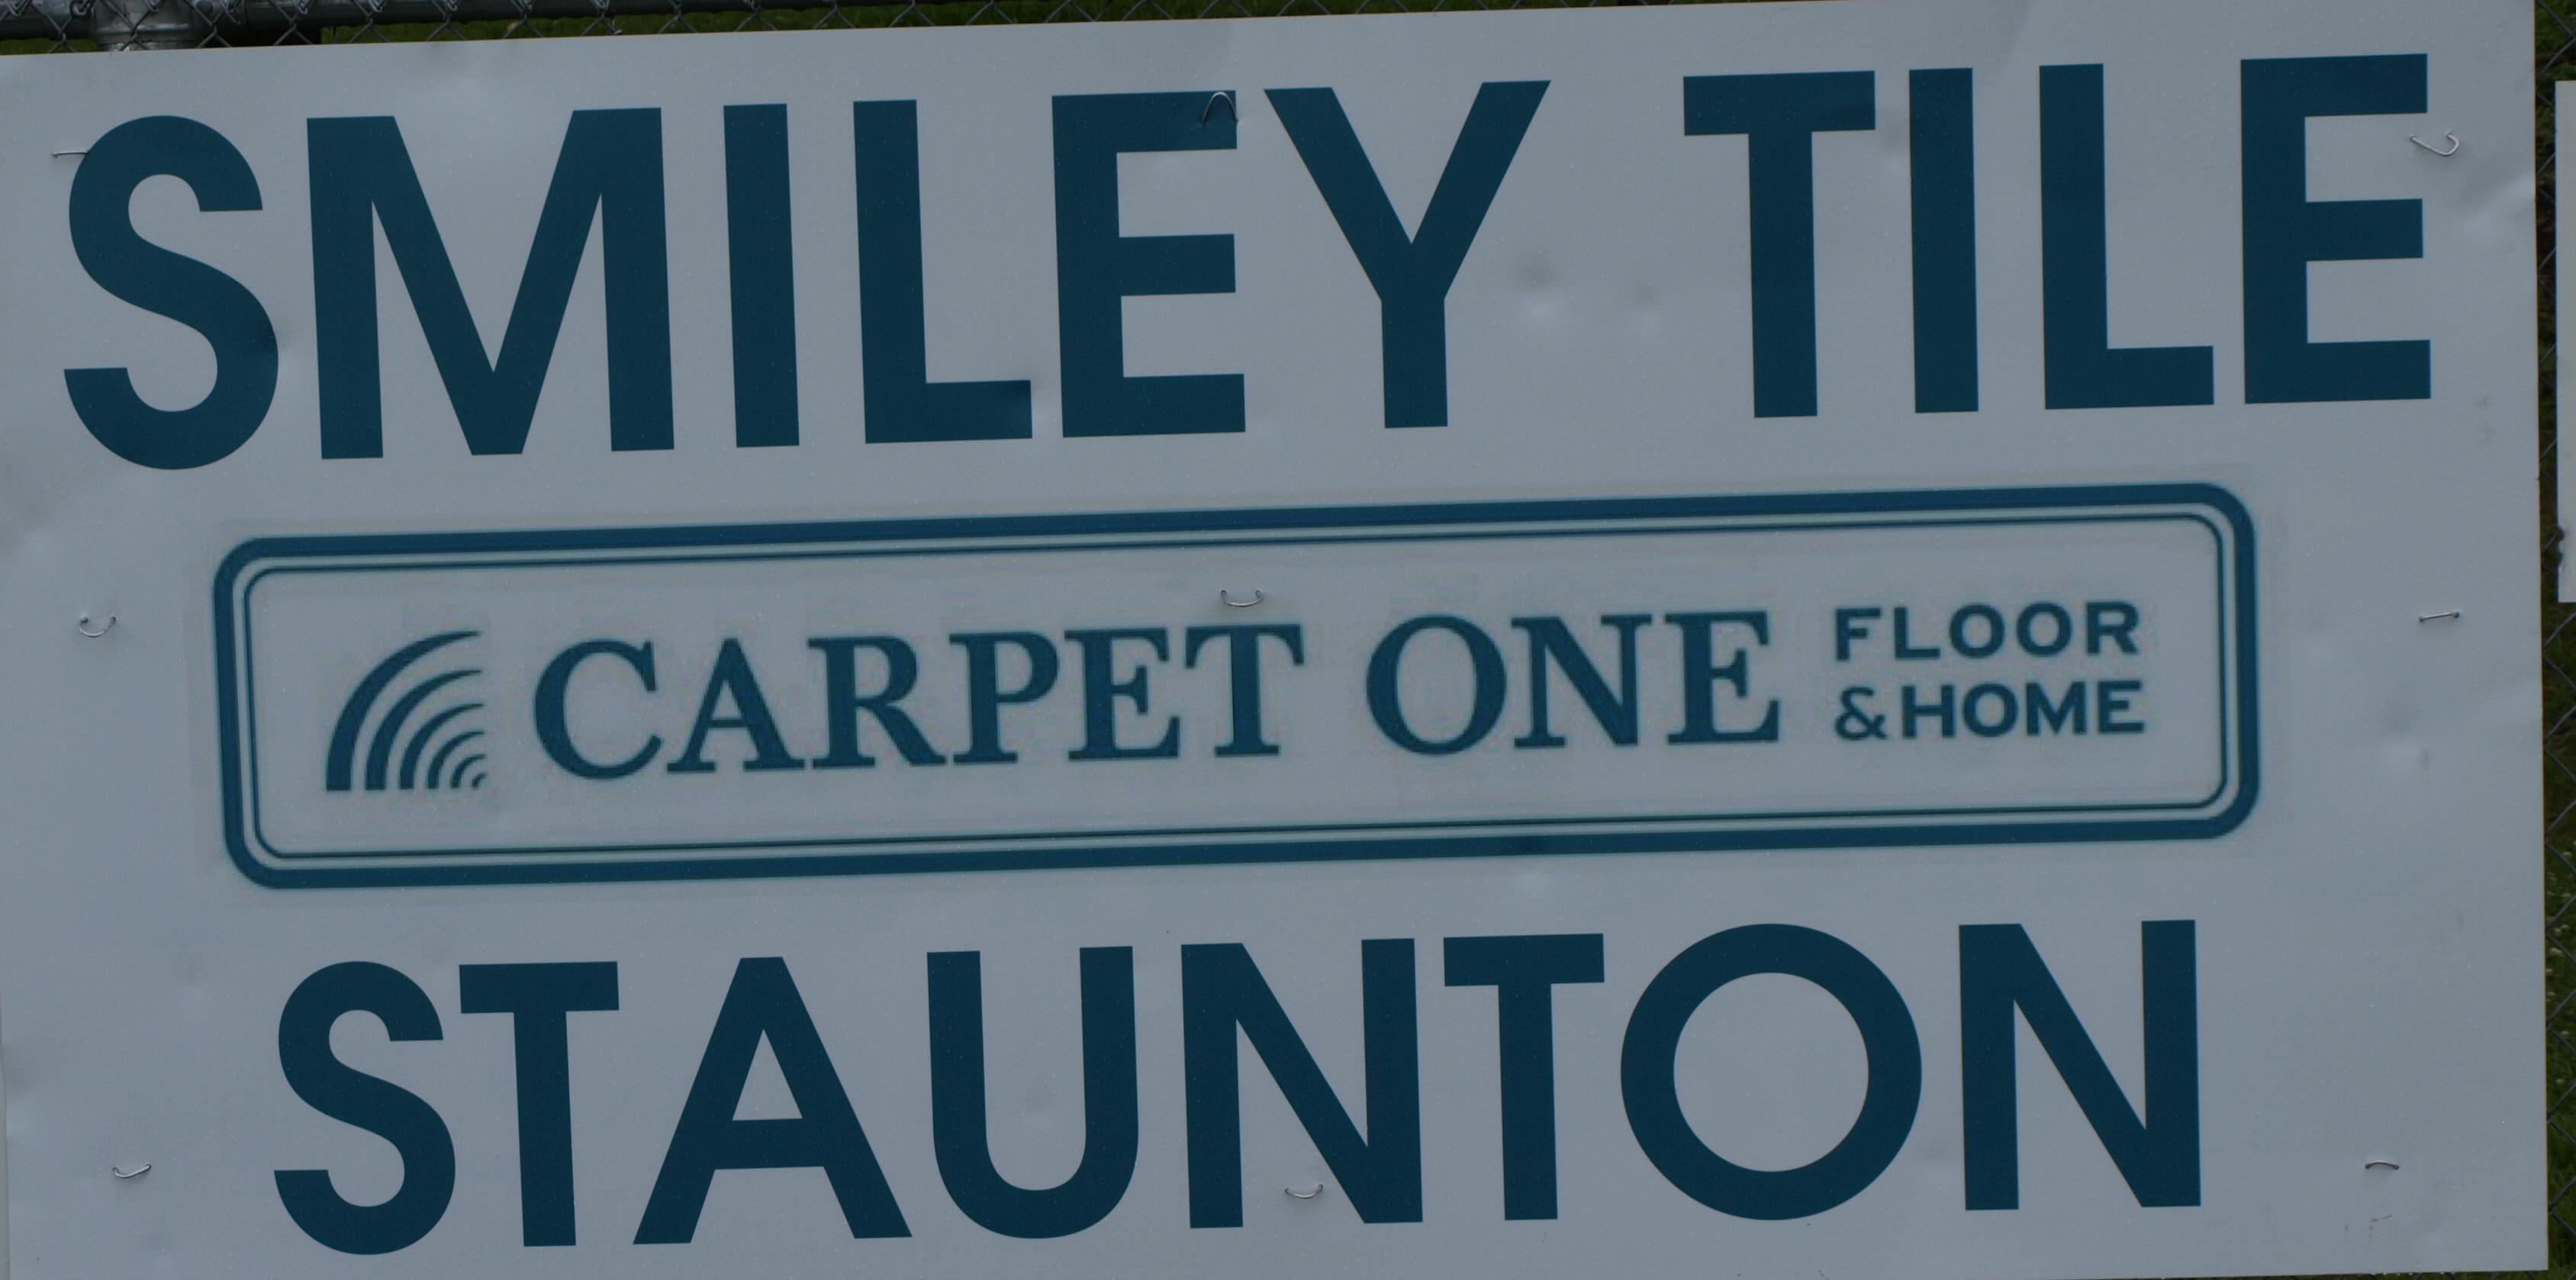 SMILEY TILE
CARPET ONE FLOOR
&HOME
STAUNTON